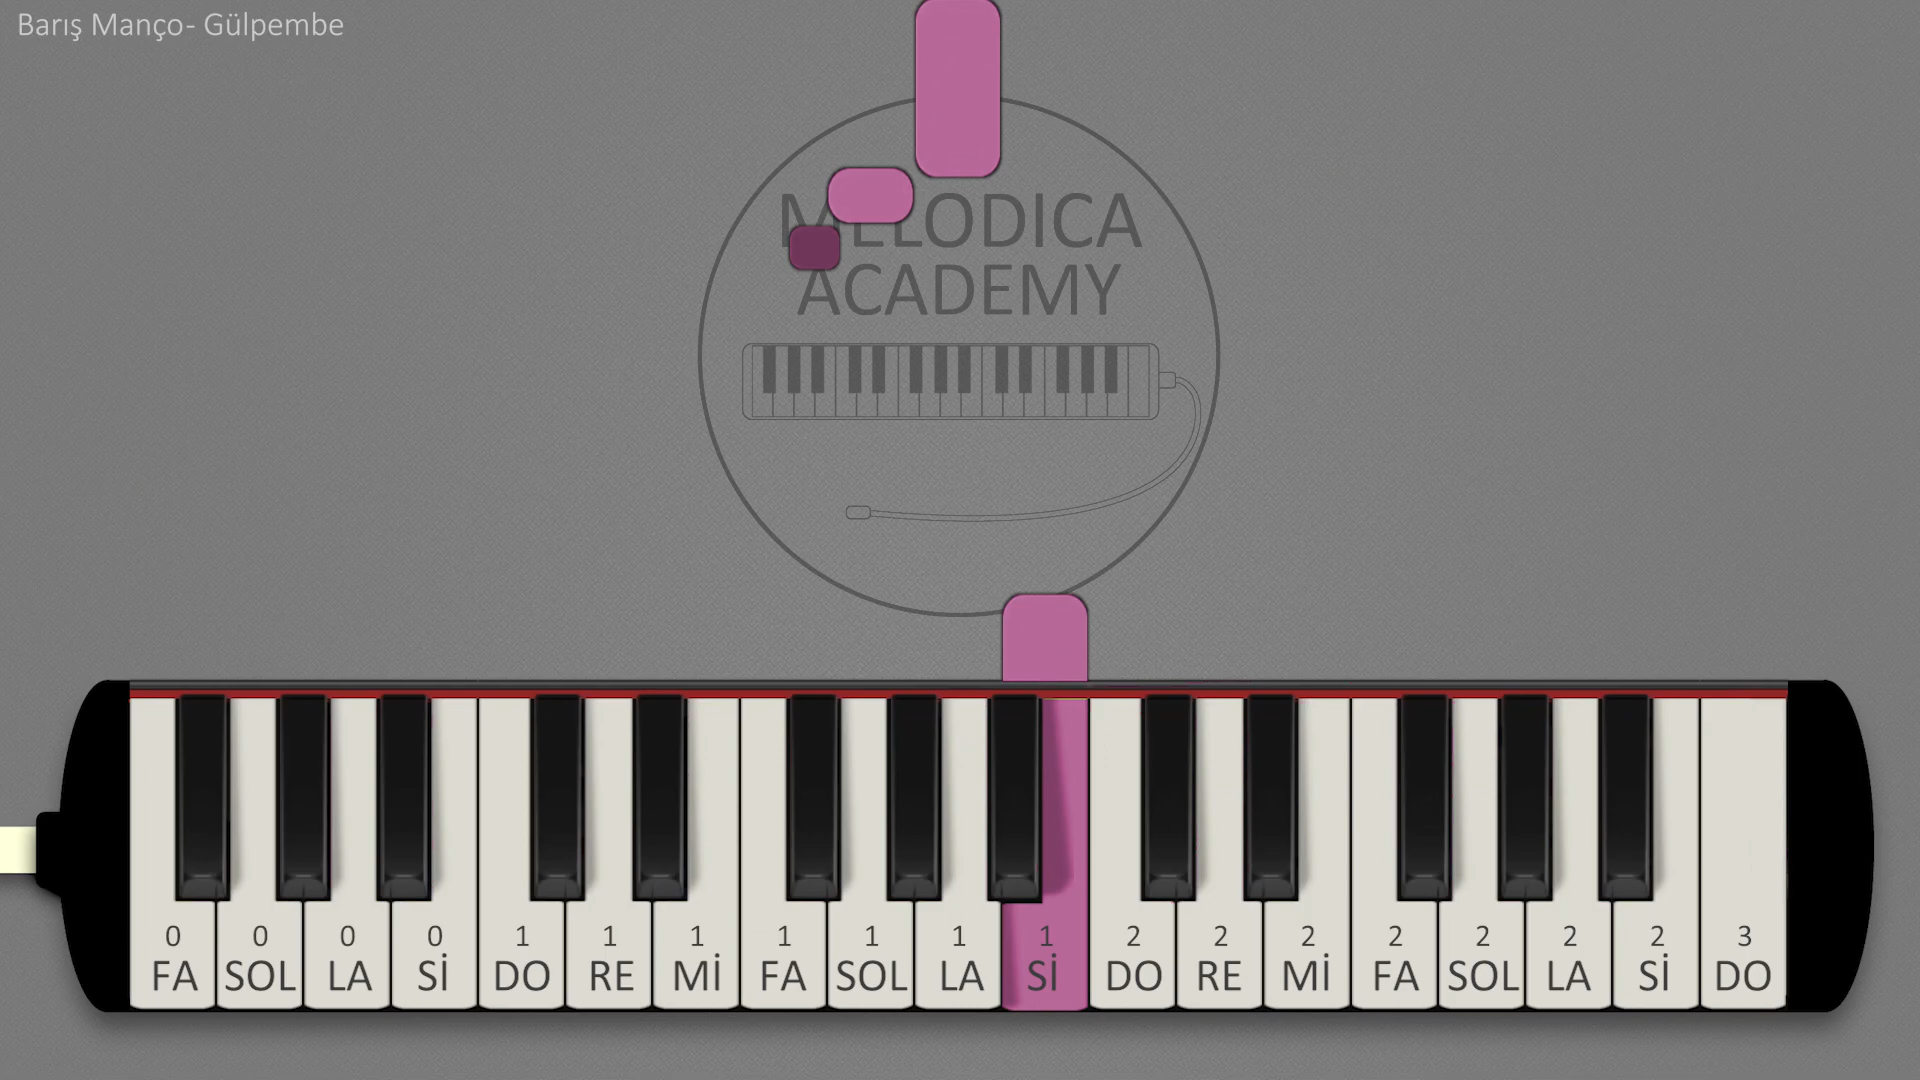 Barış Manço- Gülpembe
MELODICA
ACADEMY
0 0 0 0 1 1 1 1 1 1 1 2 2 2 2 2 2 2 3
FA SOL LA Sİ DO RE Mİ FA SOL LA Sİ DO RE Mİ FA SOL LA Sİ DO